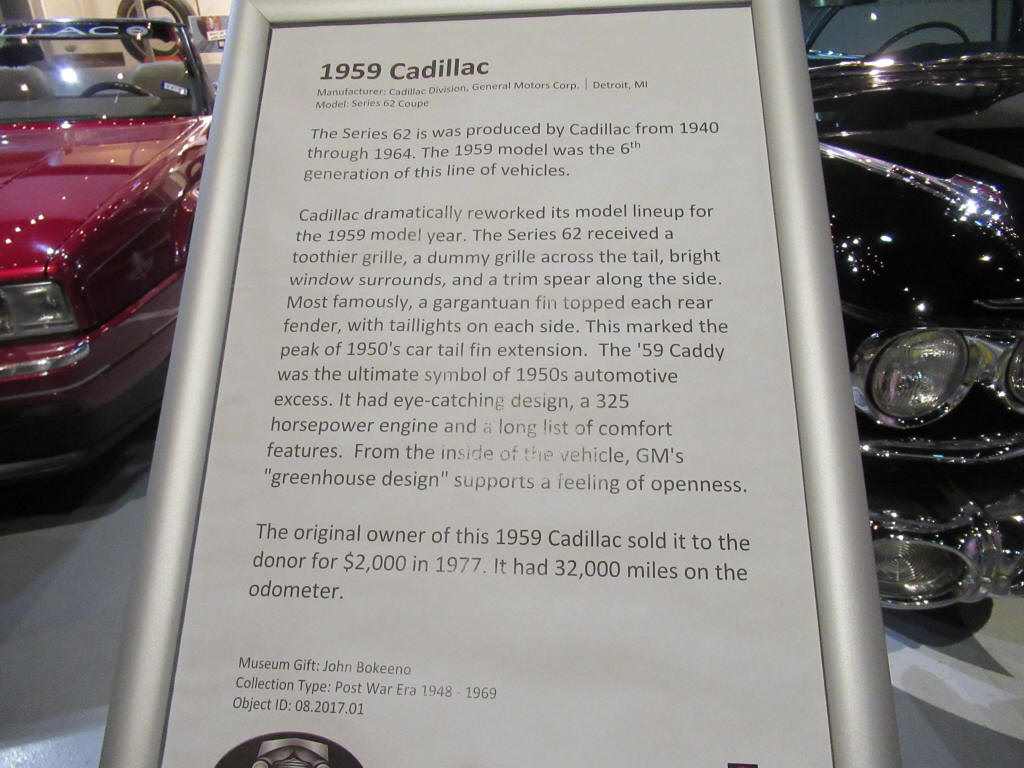 1959 Cadillac
Manufacturer: Cadillac Division, General Motors Corp. | Detroit, MI
Model: Series 62 Coupe
The Series 62 is was produced by Cadillac from 1940
through 1964. The 1959 model was the 6th
generation of this line of vehicles.
Cadillac dramatically reworked its model lineup for
the 1959 model year. The Series 62 received a
toothier grille, a dummy grille across the tail, bright
window surrounds, and a trim spear along the side.
Most famously, a gargantuan fin topped each rear
fender, with taillights on each side. This marked the
peak of 1950's car tail fin extension.  The '59 Caddy
was the ultimate symbol of 1950s automotive
excess. It had eye-catching design, a 325
horsepower engine and a long list of comfort
features.  From the inside of the vehicle, GM's
"greenhouse design" supports a feeling of openness.
The original owner of this 1959 Cadillac sold it to the
donor for $2,000 in 1977. It had 32,000 miles on the
odometer.
Museum Gift: John Bokeeno
Collection Type: Post War Era 1948 - 1969
Object ID: 08.2017.01